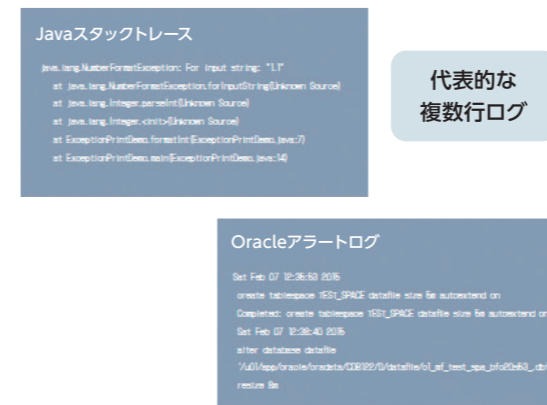 Javaスタックトレース
java.lang.NumberFormatException: For input string: "1.1"
at java.lang.NumberFormatException.forInputString(Unknown Source)
at java.lang.Integer.parseInt(Unknown Source)
at java.lang.Integer.<init>(Unknown Source)
at ExceptionPrintDemo.formatInt(ExceptionPrintDemo.java:7)
at ExceptionPrintDemo.main(ExceptionPrintDemo.java:14)
代表的な
複数行ログ
Oracleアラートログ
Sat Feb 07 12:35:53 2015
create tablespace TEST_SPACE datafile size 5m autoextend on
Completed: create tablespace TEST_SPACE datafile size 5m autoextend on
Sat Feb 07 12:38:40 2015
alter database datafile
resize 8m